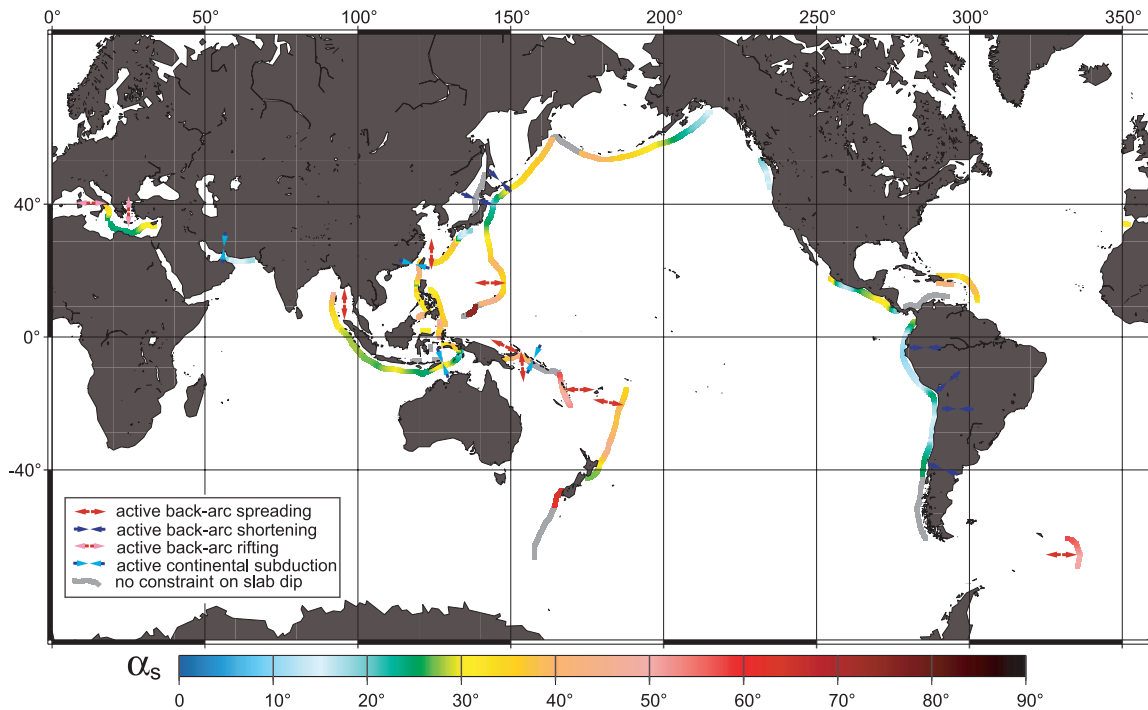 0° 50° 100° 150° 200° 250° 300° 350°
40°
0°
-40°
active back-arc spreading
active back-arc shortening
active back-arc rifting
active continental subduction
no constraint on slab dip
αs
0 10° 20° 30° 40° 50° 60° 70° 80° 90°